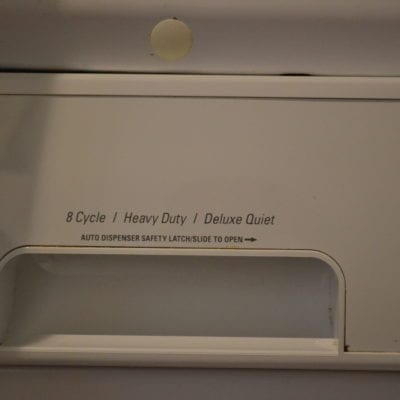 8 Cycle / Heavy Duty / Deluxe Quiet
AUTO DISPENSER SAFETY LATCH/SLIDE TO OPEN →